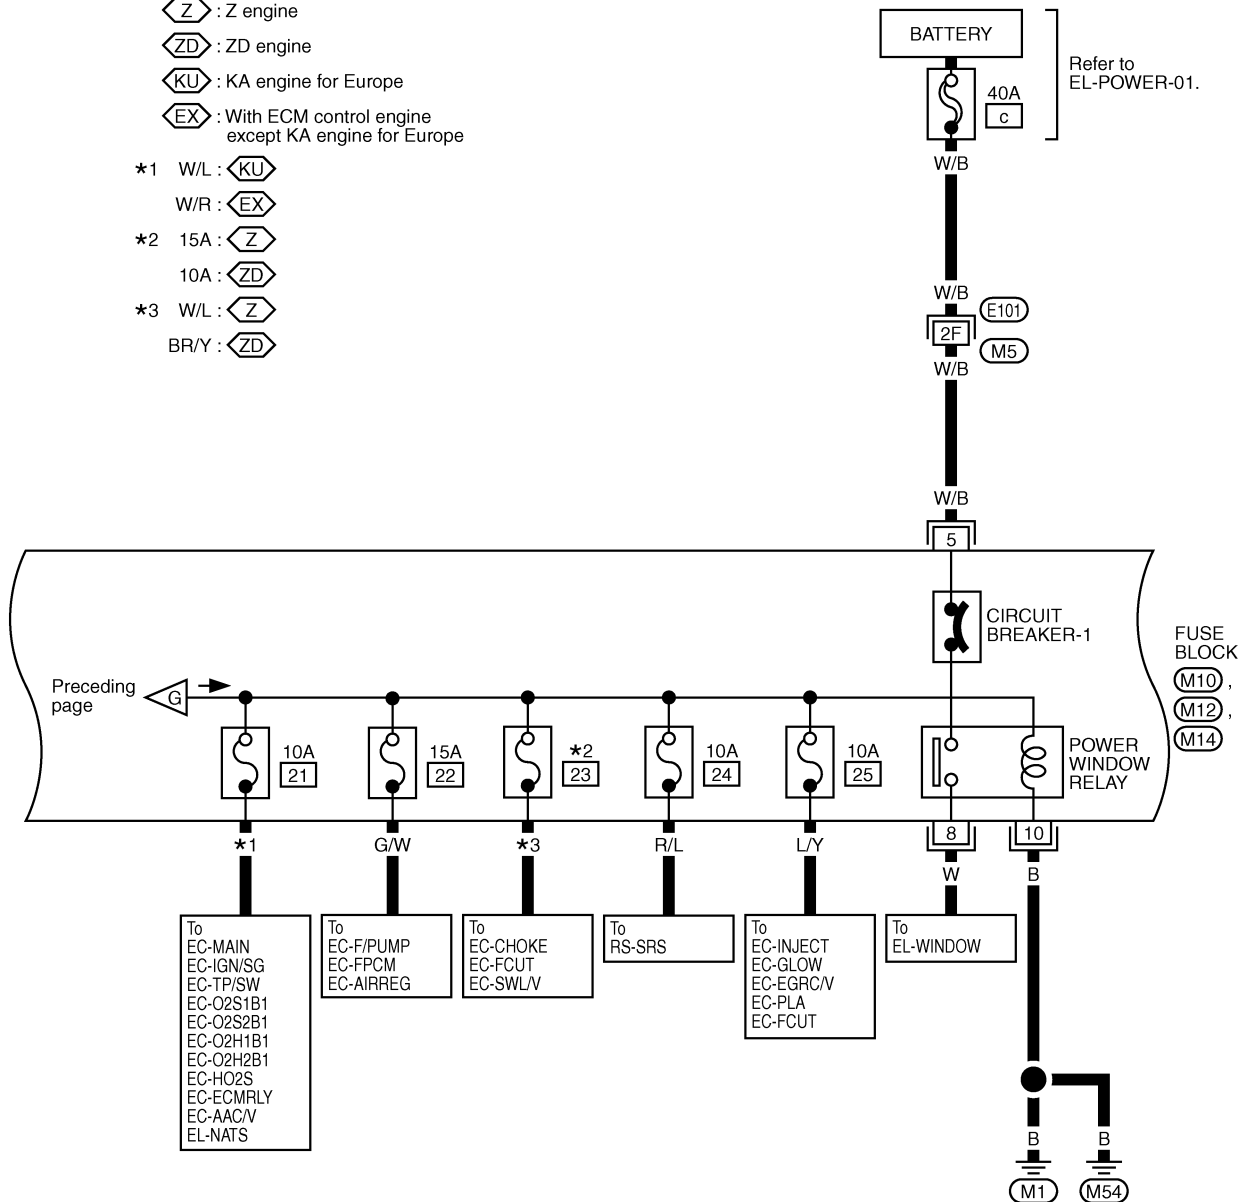 Z : Z engine
ZD : ZD engine
KU : KA engine for Europe
EX : With ECM control engine
except KA engine for Europe
*1 W/L : KU
W/R : EX
*2 15A : Z
10A : ZD
*3 W/L : Z
BR/Y : ZD
BATTERY
40A
c
Refer to
EL-POWER-01.
W/B
W/B
E101
2F
M5
W/B
W/B
5
CIRCUIT
BREAKER-1
FUSE
BLOCK
M10 ,
M12 ,
M14
Preceding
page
G
10A
21
15A
22
*2
23
10A
24
10A
25
POWER
WINDOW
RELAY
8
10
*1
G/W
*3
R/L
L/Y
W
B
To
EC-MAIN
EC-IGN/SG
EC-TP/SW
EC-O2S1B1
EC-O2S2B1
EC-O2H1B1
EC-O2H2B1
EC-HO2S
EC-ECMRLY
EC-AAC/V
EL-NATS
To
EC-F/PUMP
EC-FPCM
EC-AIRREG
To
EC-CHOKE
EC-FCUT
EC-SWL/V
To
RS-SRS
To
EC-INJECT
EC-GLOW
EC-EGRC/V
EC-PLA
EC-FCUT
To
EL-WINDOW
B
B
M1
M54